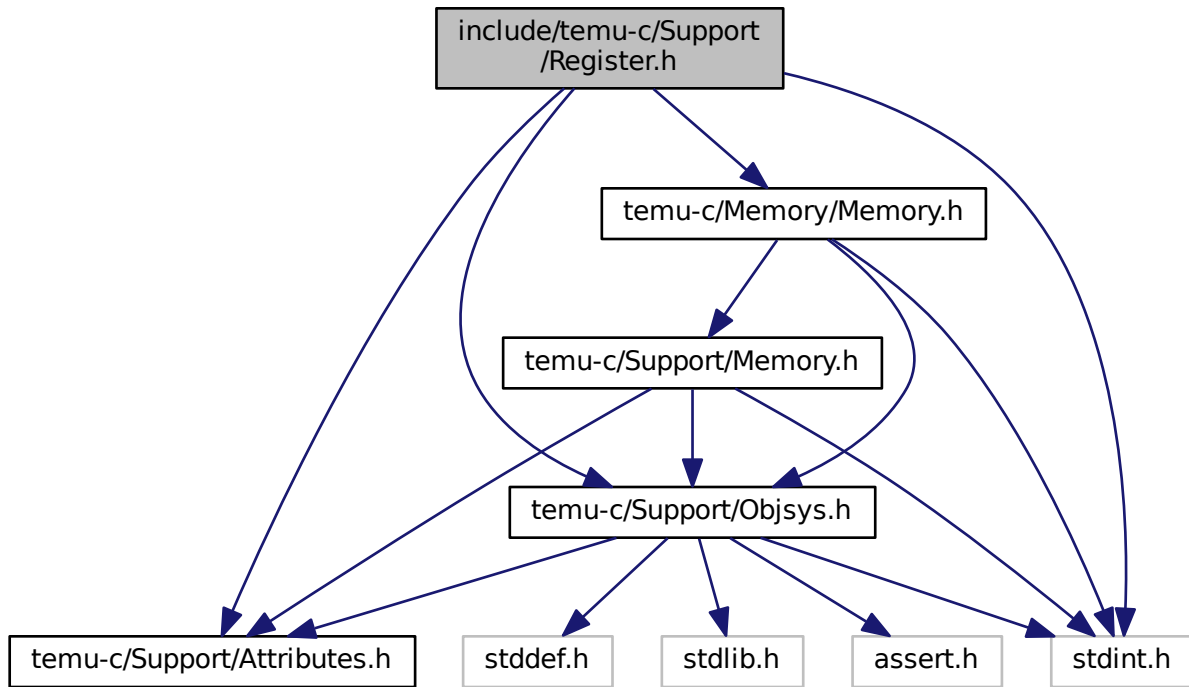 include/temu-c/Support
/Register.h
temu-c/Memory/Memory.h
temu-c/Support/Memory.h
temu-c/Support/Objsys.h
temu-c/Support/Attributes.h
stddef.h
stdlib.h
assert.h
stdint.h